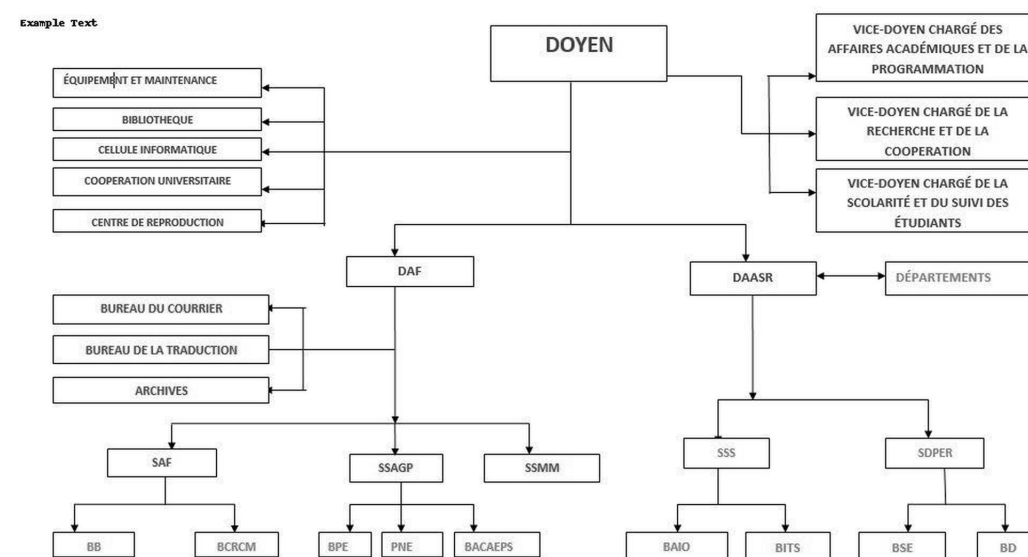 Example Text
DOYEN
VICE-DOYEN CHARGÉ DES
AFFAIRES ACADÉMIQUES ET DE LA
PROGRAMMATION
ÉQUIPEMENT ET MAINTENANCE
BIBLIOTHEQUE
CELLULE INFORMATIQUE
COOPERATION UNIVERSITAIRE
CENTRE DE REPRODUCTION
VICE-DOYEN CHARGÉ DE LA
RECHERCHE ET DE LA
COOPERATION
VICE-DOYEN CHARGÉ DE LA
SCOLARITÉ ET DU SUIVI DES
ÉTUDIANTS
DAF
DAASR
DÉPARTEMENTS
BUREAU DU COURRIER
BUREAU DE LA TRADUCTION
ARCHIVES
SAF
SSAGP
SSMM
SSS
SDPER
BB
BCRCM
BPE
PNE
BACAEPS
BAIO
BITS
BSE
BD